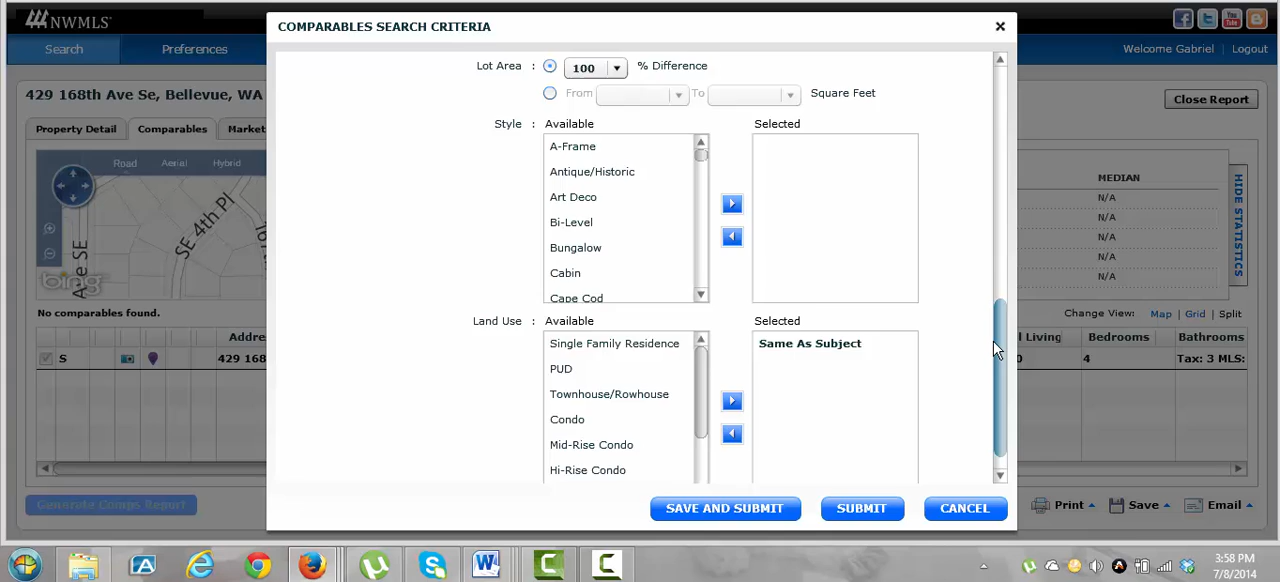 NWMLS
COMPARABLES SEARCH CRITERIA
Search Preferences Welcome Gabriel Logout
429 168th Ave Se, Bellevue, WA
Close Report
Property Detail Comparables Market
Road Aerial Hybrid
SE 4th Pl
Ave SE
bing
No comparables found.
Addre
S 429 168
Generate Comps Report
Lot Area : 100 % Difference
From To Square Feet
Style : Available Selected
A-Frame
Antique/Historic
Art Deco
Bi-Level
Bungalow
Cabin
Cape Cod
Land Use : Available Selected
Single Family Residence Same As Subject
PUD
Townhouse/Rowhouse
Condo
Mid-Rise Condo
Hi-Rise Condo
SAVE AND SUBMIT SUBMIT CANCEL
MEDIAN
N/A
N/A
N/A
N/A
N/A
HIDE STATISTICS
Change View: Map | Grid | Split
l Living Bedrooms Bathrooms
0 4 Tax: 3 MLS:
Print Save Email
3:58 PM
7/8/2014